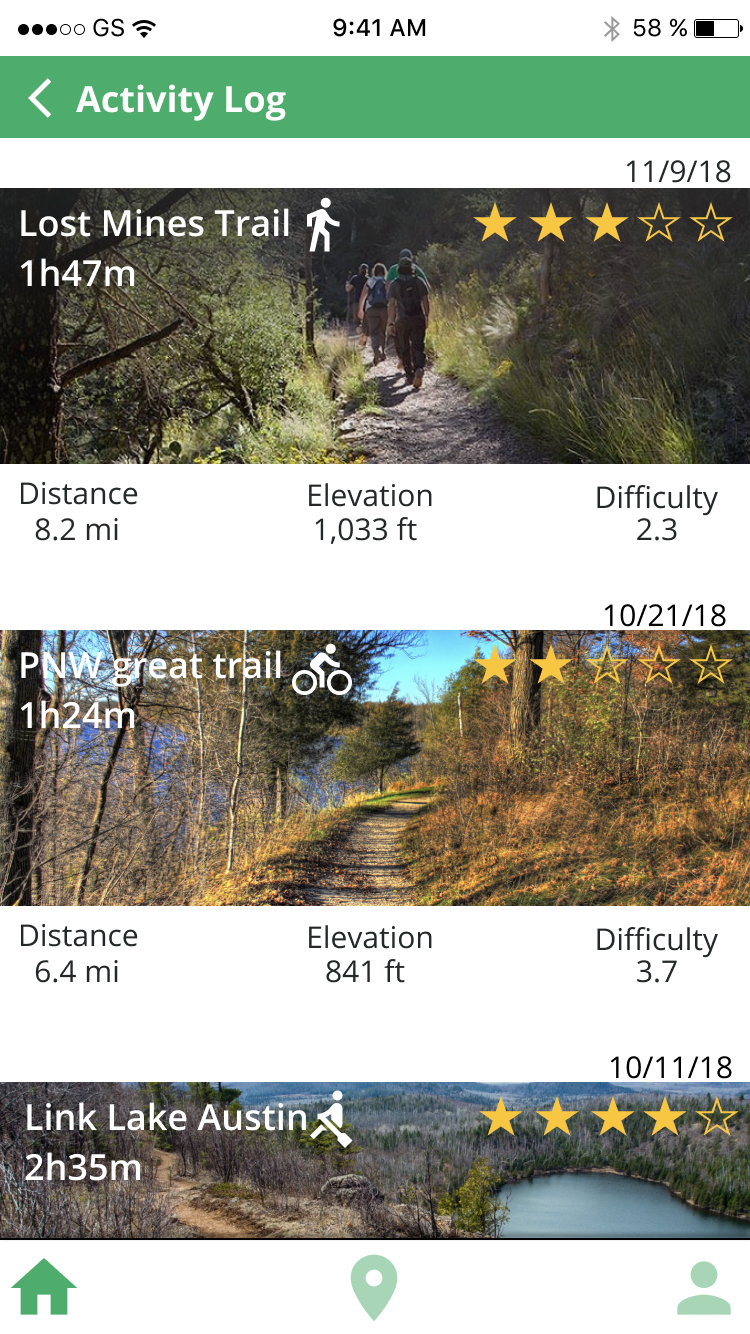 GS 9:41 AM 58 %
Activity Log
11/9/18
Lost Mines Trail
1h47m
Distance Elevation Difficulty
8.2 mi 1,033 ft 2.3
10/21/18
PNW great trail
1h24m
Distance Elevation Difficulty
6.4 mi 841 ft 3.7
10/11/18
Link Lake Austin
2h35m